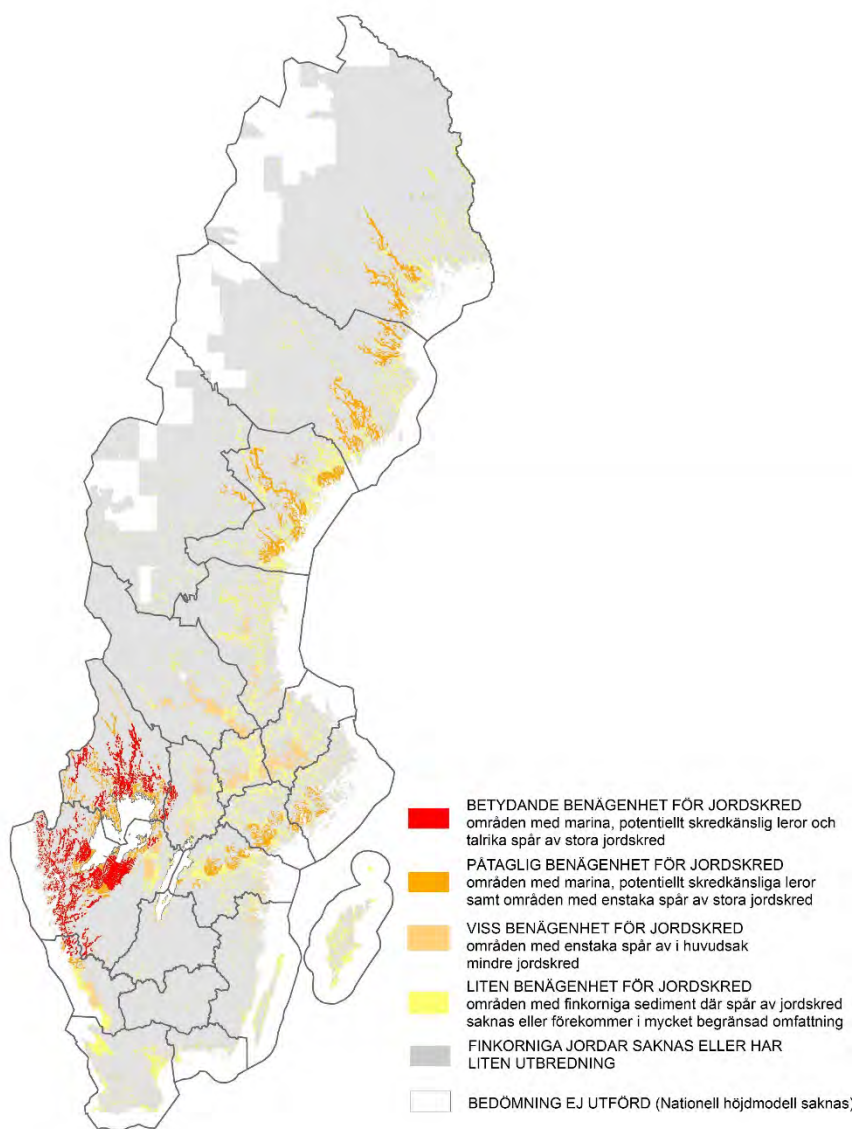 BETYDANDE BENÄGENHET FÖR JORDSKRED
områden med marina, potentiellt skredkänslig leror och
talrika spår av stora jordskred
PÅTAGLIG BENÄGENHET FÖR JORDSKRED
områden med marina, potentiellt skredkänsliga leror
samt områden med enstaka spår av stora jordskred
VISS BENÄGENHET FÖR JORDSKRED
områden med enstaka spår av i huvudsak
mindre jordskred
LITEN BENÄGENHET FÖR JORDSKRED
områden med finkorniga sediment där spår av jordskred
saknas eller förekommer i mycket begränsad omfattning
FINKORNIGA JORDAR SAKNAS ELLER HAR
LITEN UTBREDNING
BEDÖMNING EJ UTFÖRD (Nationell höjdmodell saknas)